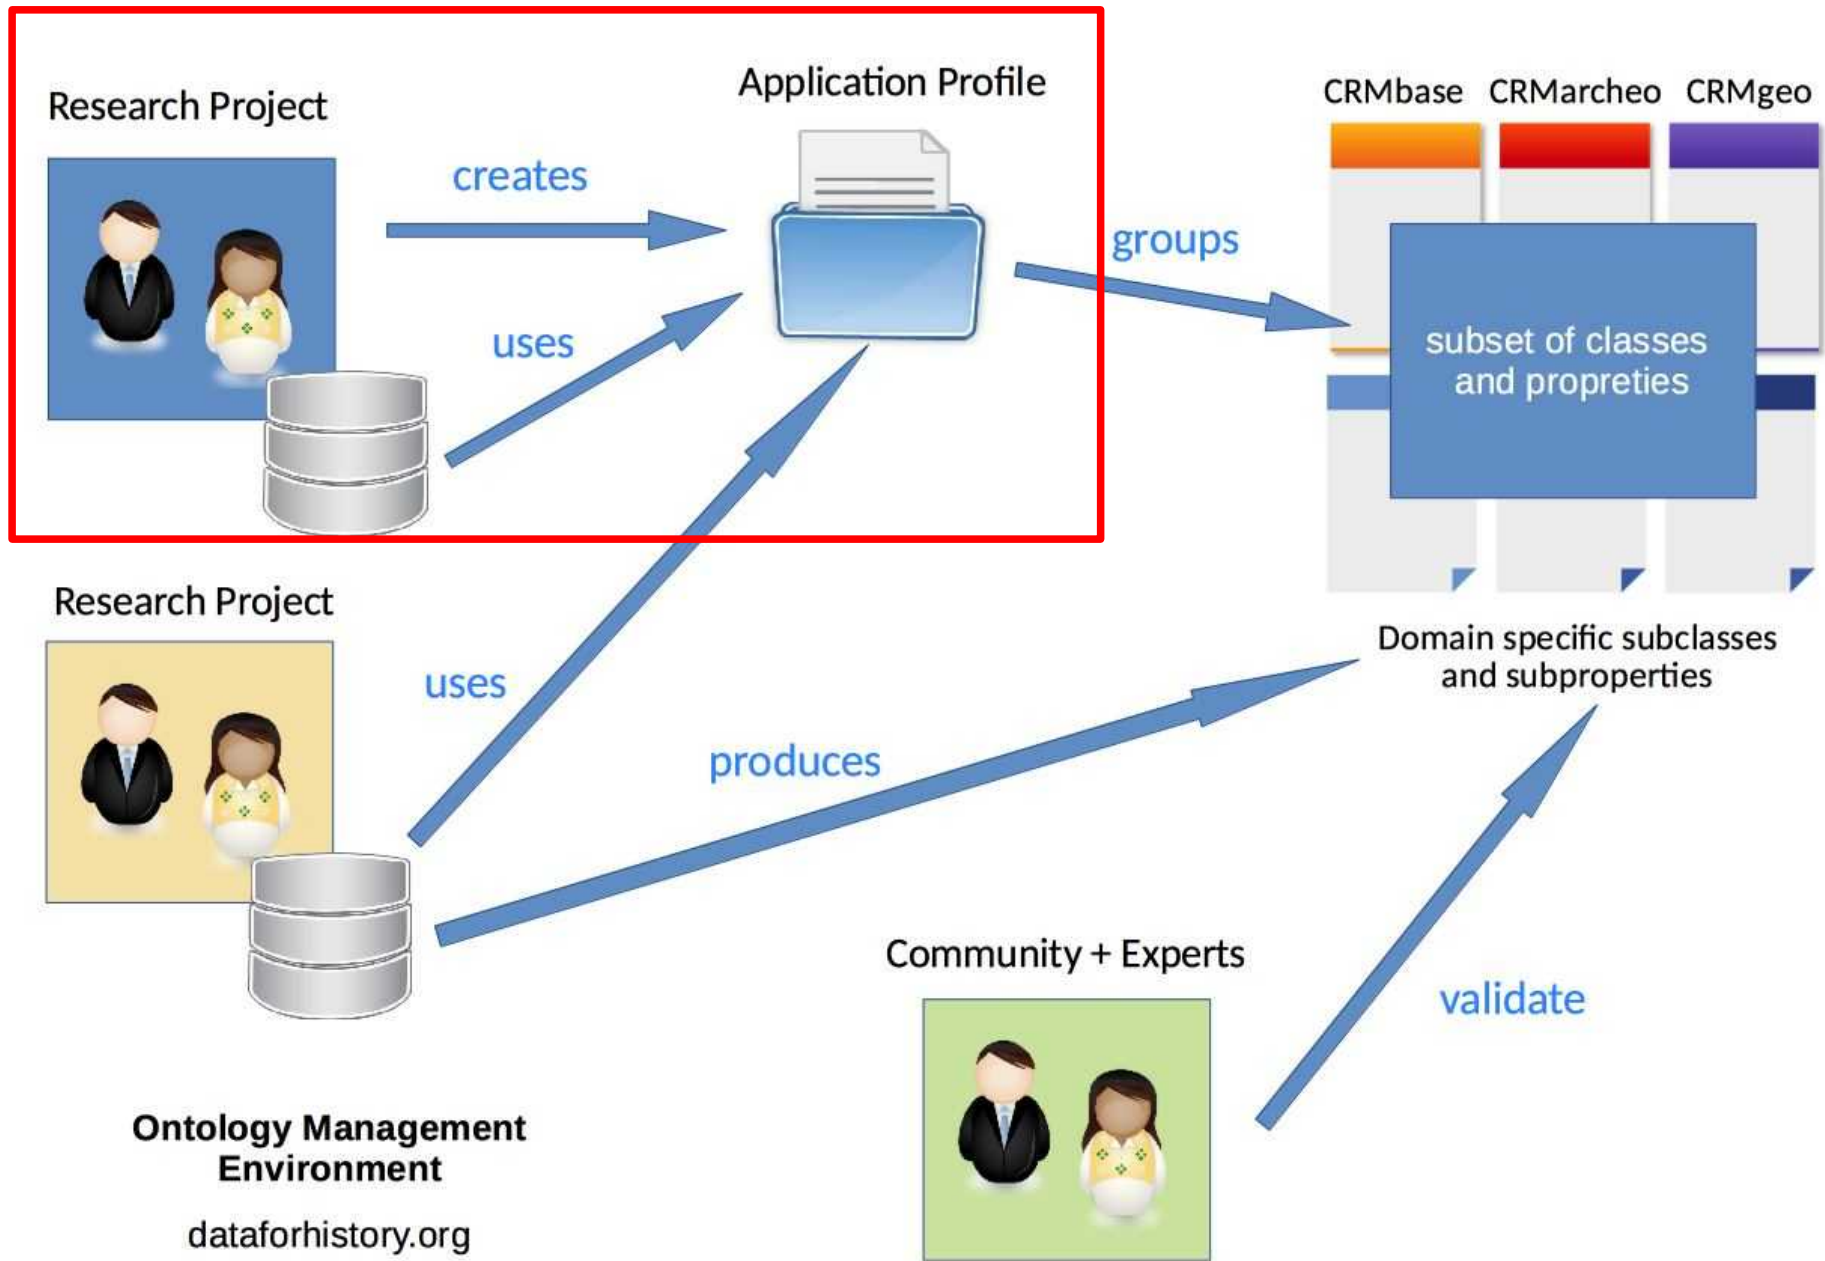 Research Project
Application Profile
CRMbase CRMarcheo CRMgeo
creates
groups
uses
subset of classes
and propreties
Research Project
Domain specific subclasses
and subproperties
uses
produces
Community + Experts
validate
Ontology Management
Environment
dataforhistory.org